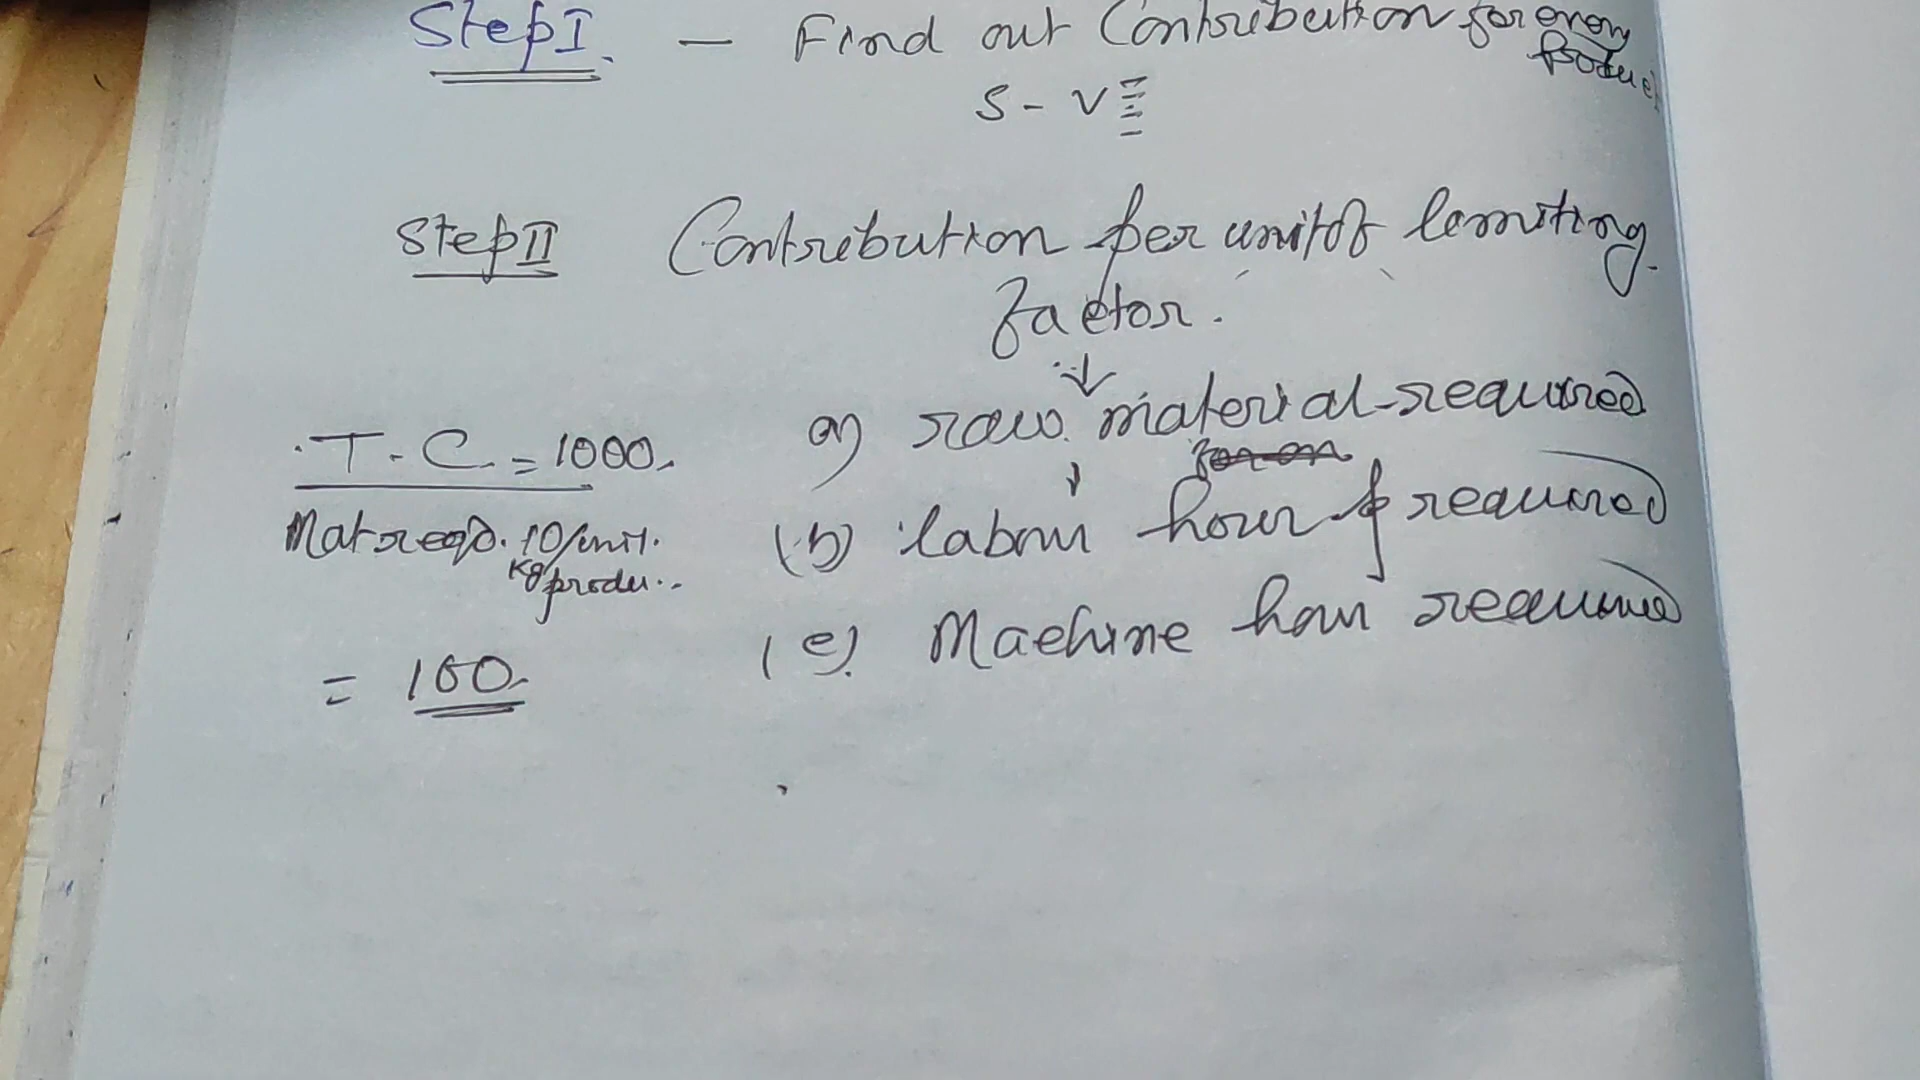 Step I. - Find out Contribution for every
Product
S - V
Step II Contribution per unit of limiting
factor.
a) raw material required
T.C. = 1000
Mat reqd. 10/unit.
kg produ..
(b) labour hour required
(c) Machine hour required
= 100